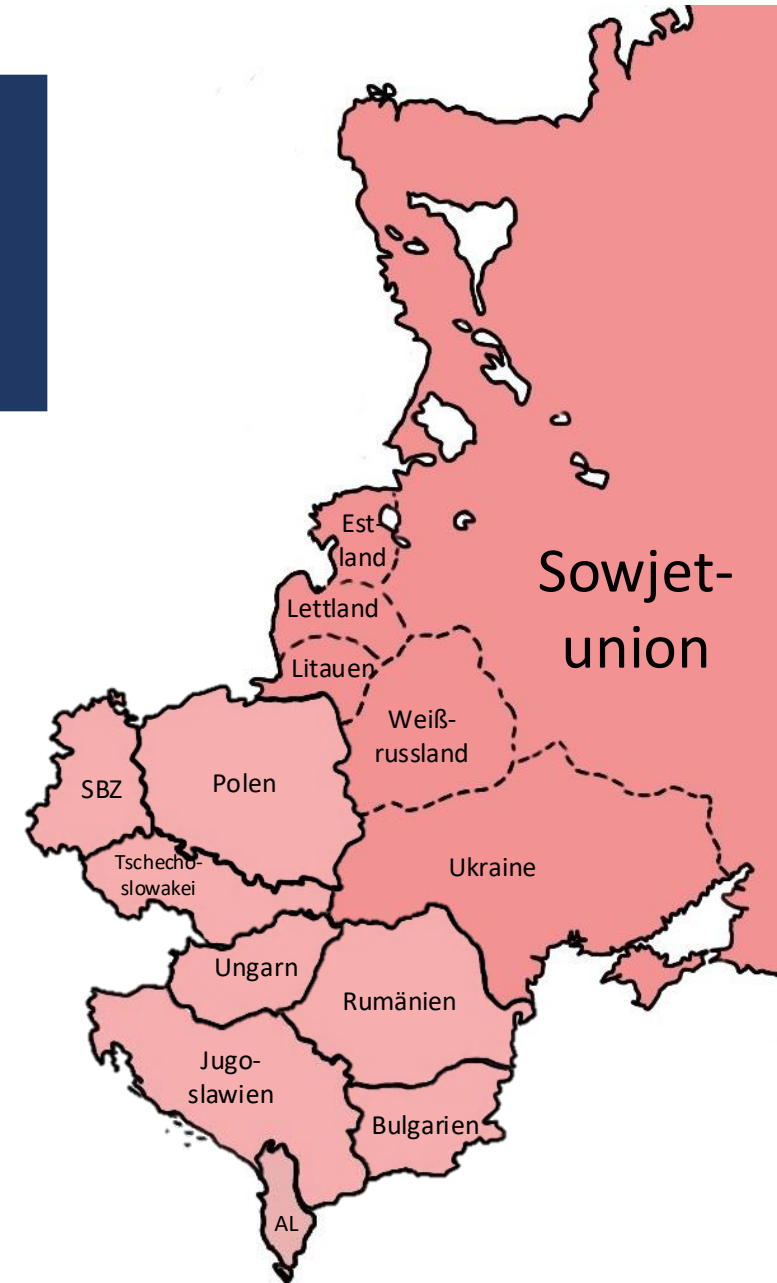 Est-
land
Sowjet-
union
Lettland
Litauen
Weiß-
russland
SBZ
Polen
Tschecho-
slowakei
Ukraine
Ungarn
Rumänien
Jugo-
slawien
Bulgarien
AL